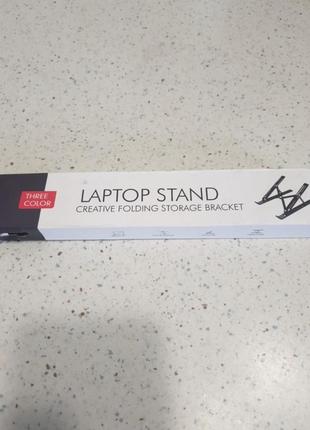 THREE
COLOR
LAPTOP STAND
CREATIVE FOLDING STORAGE BRACKET